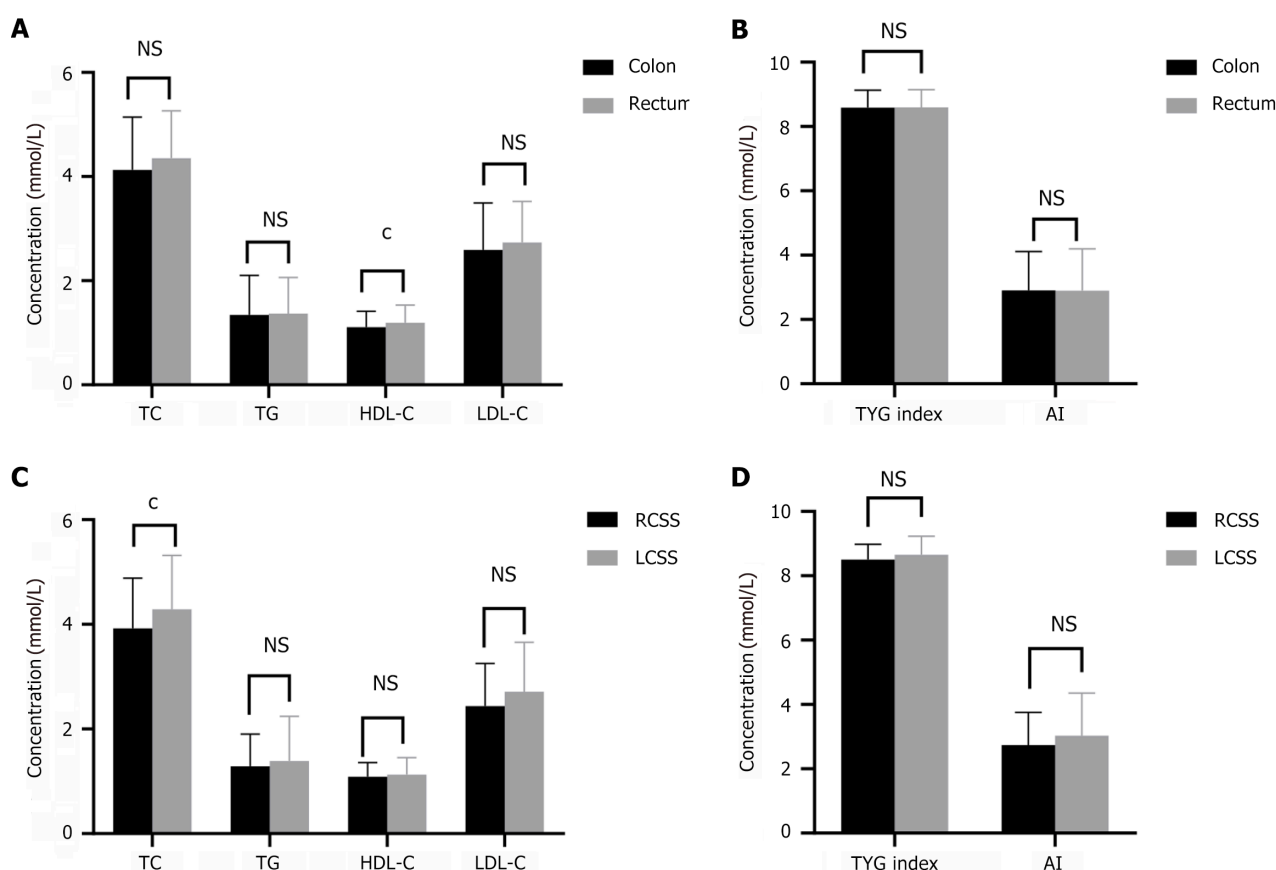 A
NS
6
4
2
0
Concentration (mmol/L)
NS
c
NS
TC
TG
HDL-C
LDL-C
Colon
Rectum
B
NS
10
8
6
4
2
0
Concentration (mmol/L)
NS
TYG index
AI
Colon
Rectum
C
c
6
4
2
0
Concentration (mmol/L)
NS
NS
NS
TC
TG
HDL-C
LDL-C
RCSS
LCSS
D
NS
10
8
6
4
2
0
Concentration (mmol/L)
NS
TYG index
AI
RCSS
LCSS